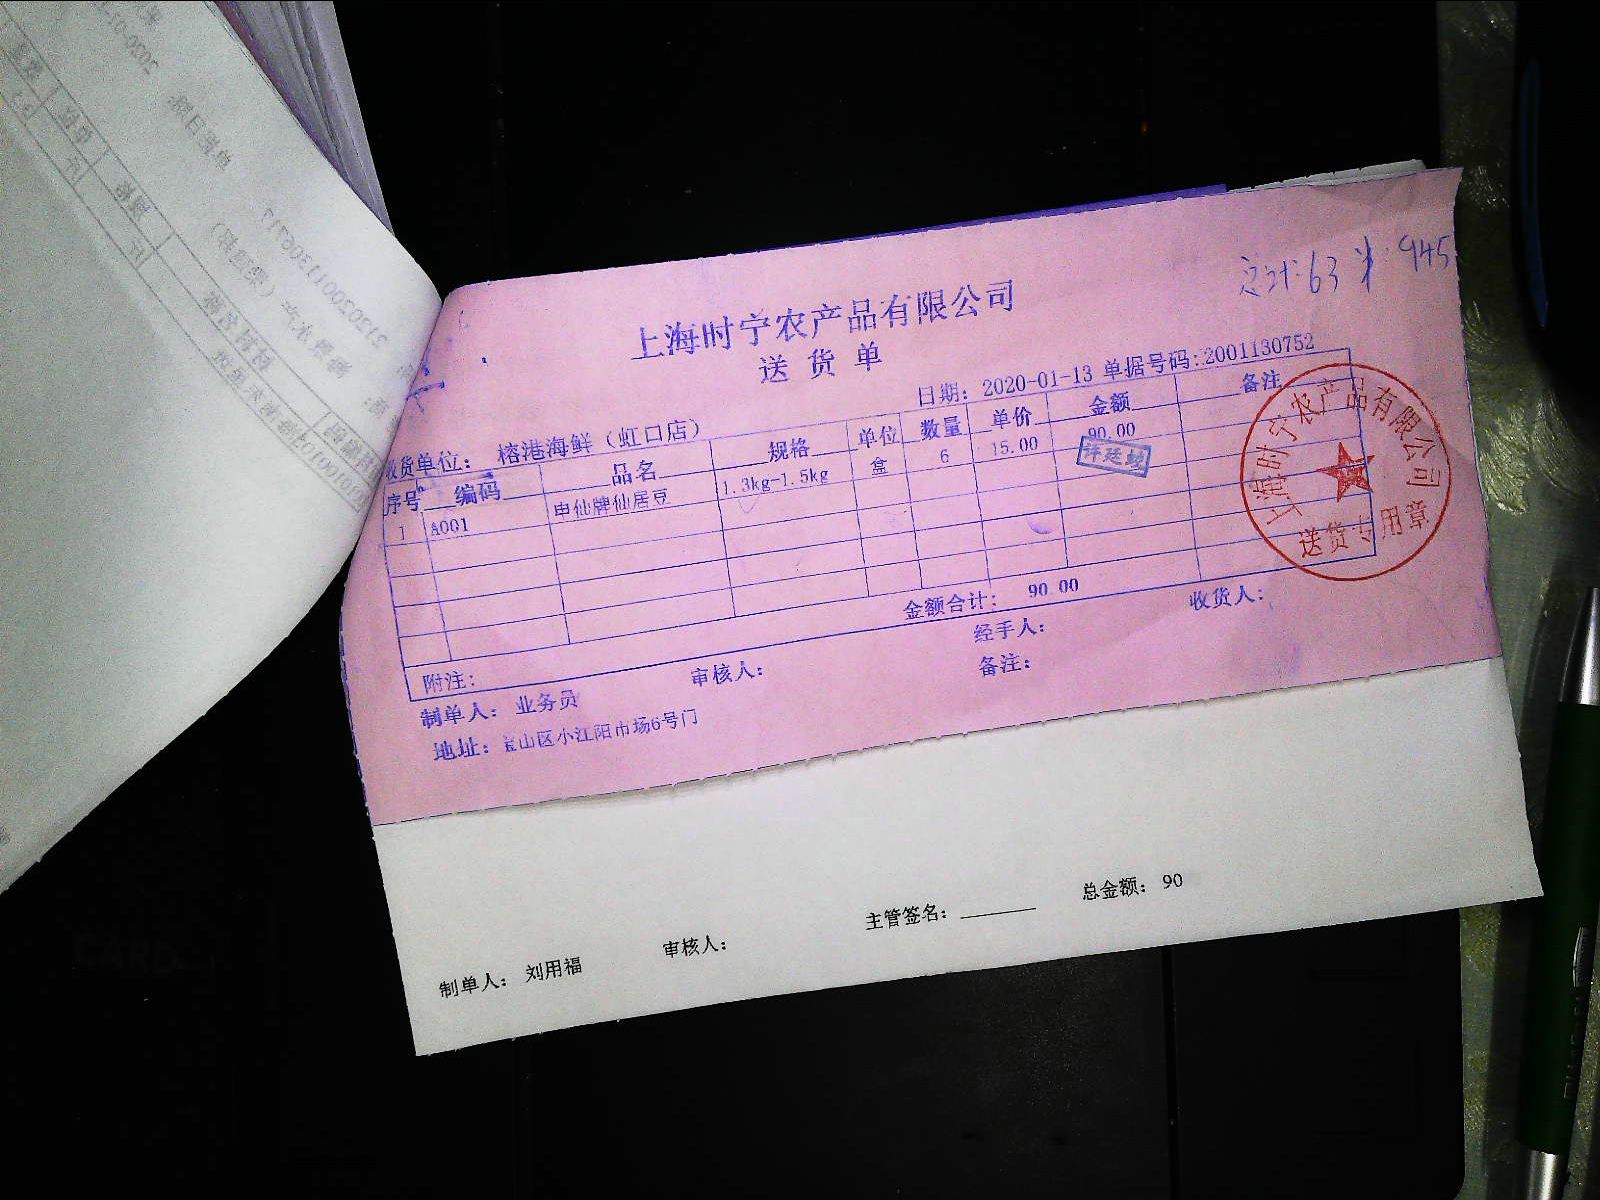 总计:63 半:945
上海时宁农产品有限公司
送货单
日期: 2020-01-13 单据号码:2001130752
收货单位: 榕港海鲜(虹口店)
序号 编码 品名 规格 单位 数量 单价 金额 备注
1 A001 申仙牌仙居豆 1.3kg-1.5kg 盒 6 15.00 90.00
上海时宁农产品有限公司
送货专用章
金额合计: 90.00
附注: 审核人: 经手人: 收货人:
制单人: 业务员 备注:
地址: 宝山区小江阳市场6号门
制单人: 刘用福 审核人: 主管签名: 总金额: 90